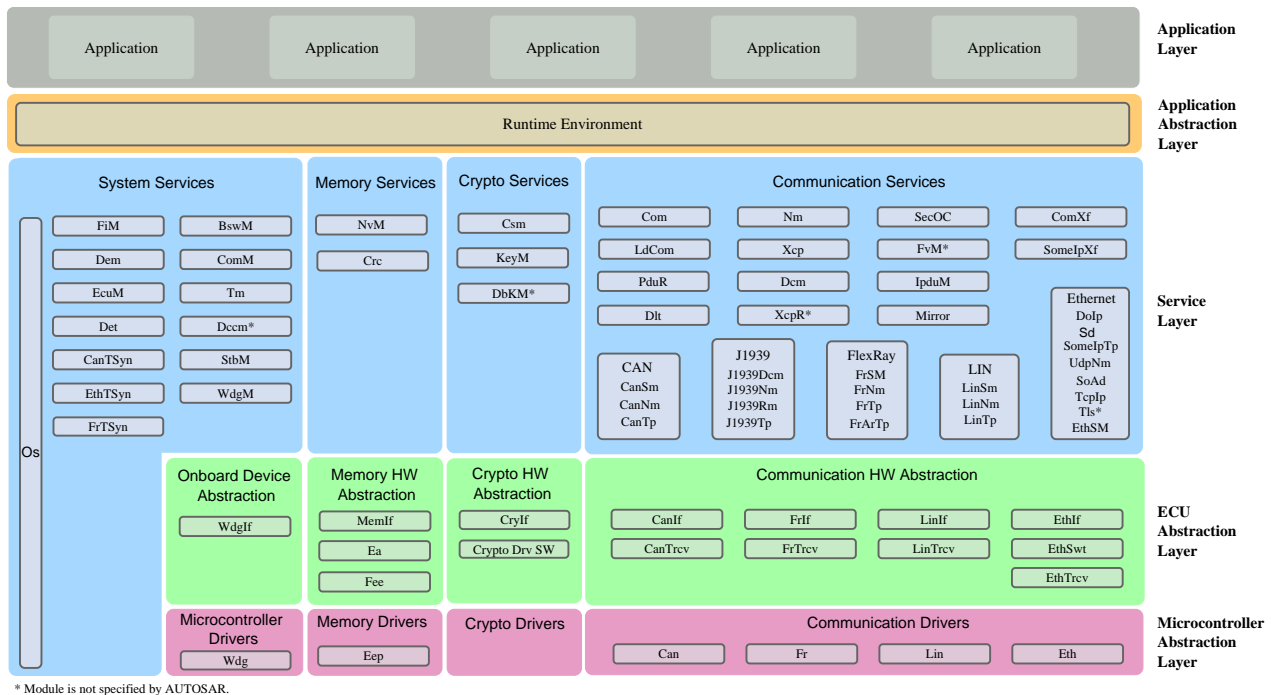 Application
Application
Application
Application
Application
Application
Layer
Runtime Environment
Application
Abstraction
Layer
System Services
Os
FiM
BswM
Dem
ComM
EcuM
Tm
Det
Dccm*
CanTSyn
StbM
EthTSyn
WdgM
FrTSyn
Memory Services
NvM
Crc
Crypto Services
Csm
KeyM
DbKM*
Communication Services
Com
Nm
SecOC
ComXf
LdCom
Xcp
FvM*
SomeIpXf
PduR
Dcm
IpduM
Dlt
XcpR*
Mirror
CAN
CanSm
CanNm
CanTp
J1939
J1939Dcm
J1939Nm
J1939Rm
J1939Tp
FlexRay
FrSM
FrNm
FrTp
FrArTp
LIN
LinSm
LinNm
LinTp
Ethernet
DoIp
Sd
SomeIpTp
UdpNm
SoAd
TcpIp
Tls*
EthSM
Service
Layer
Onboard Device
Abstraction
WdgIf
Memory HW
Abstraction
MemIf
Ea
Fee
Crypto HW
Abstraction
CryIf
Crypto Drv SW
Communication HW Abstraction
CanIf
FrIf
LinIf
EthIf
CanTrcv
FrTrcv
LinTrcv
EthSwt
EthTrcv
ECU
Abstraction
Layer
Microcontroller
Drivers
Wdg
Memory Drivers
Eep
Crypto Drivers
Communication Drivers
Can
Fr
Lin
Eth
Microcontroller
Abstraction
Layer
* Module is not specified by AUTOSAR.